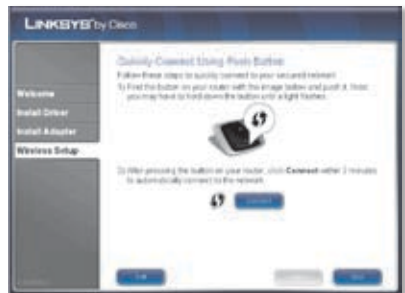 LINKSYS by Cisco
Quickly Connect Using Push Button
Follow these steps to quickly connect to your secured network.
Welcome
1) Find the button on your router with the image below and push it. Note:
you may have to hold down the button until a light flashes.
Install Driver
Install Adapter
Wireless Setup
2) After pressing the button on your router, click Connect within 2 minutes
to automatically connect to the network.
Connect